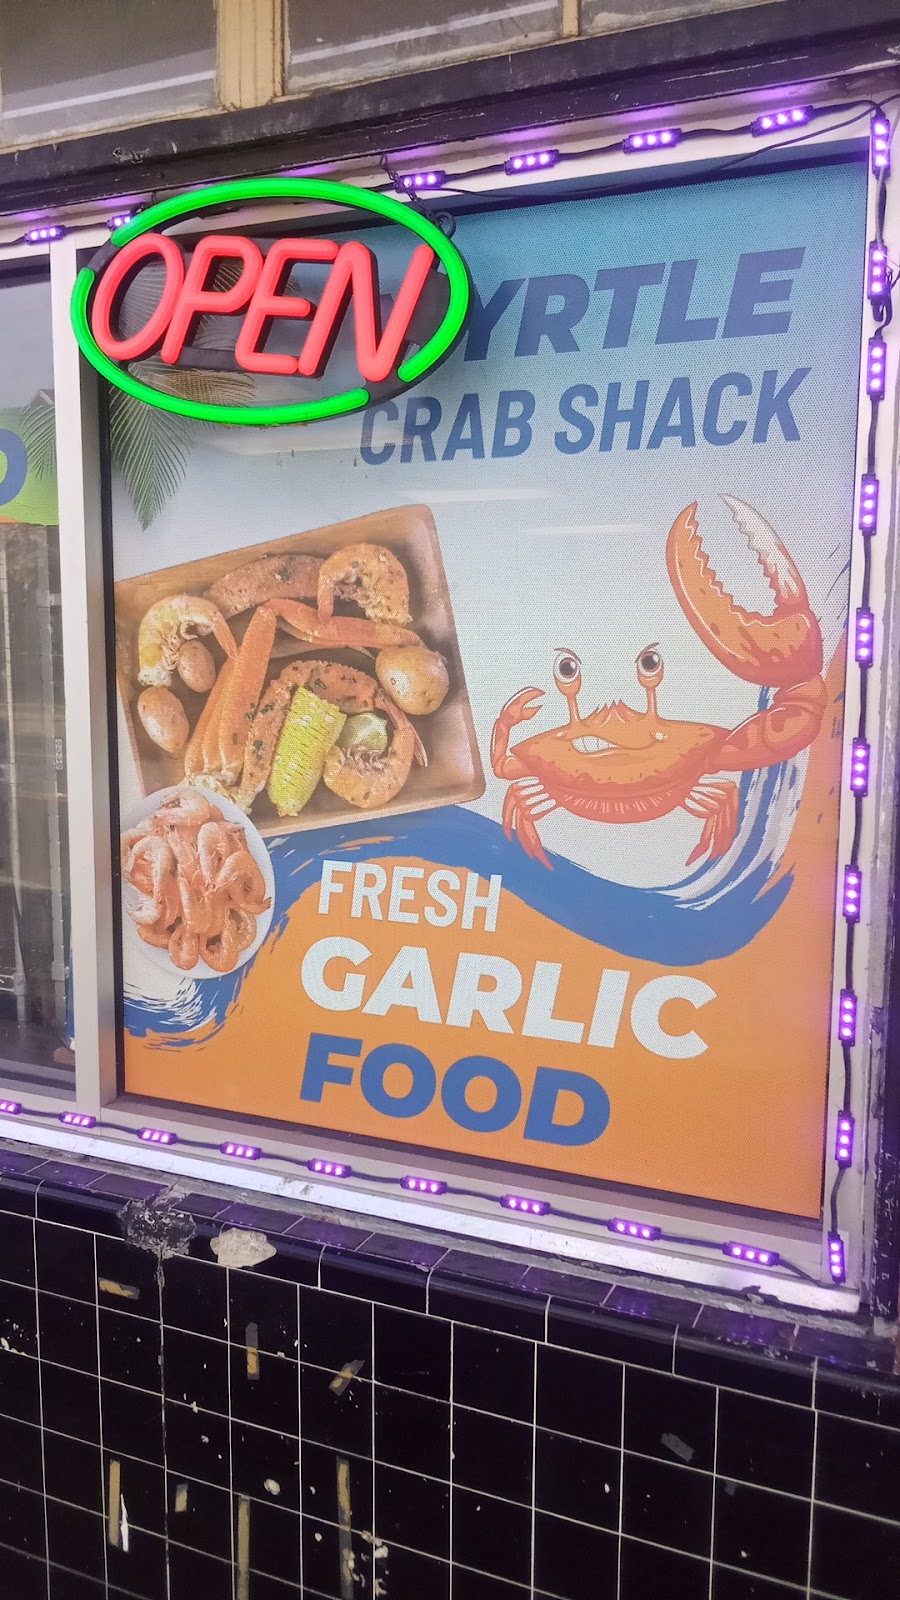 OPEN
YRTLE
CRAB SHACK
FRESH
GARLIC
FOOD